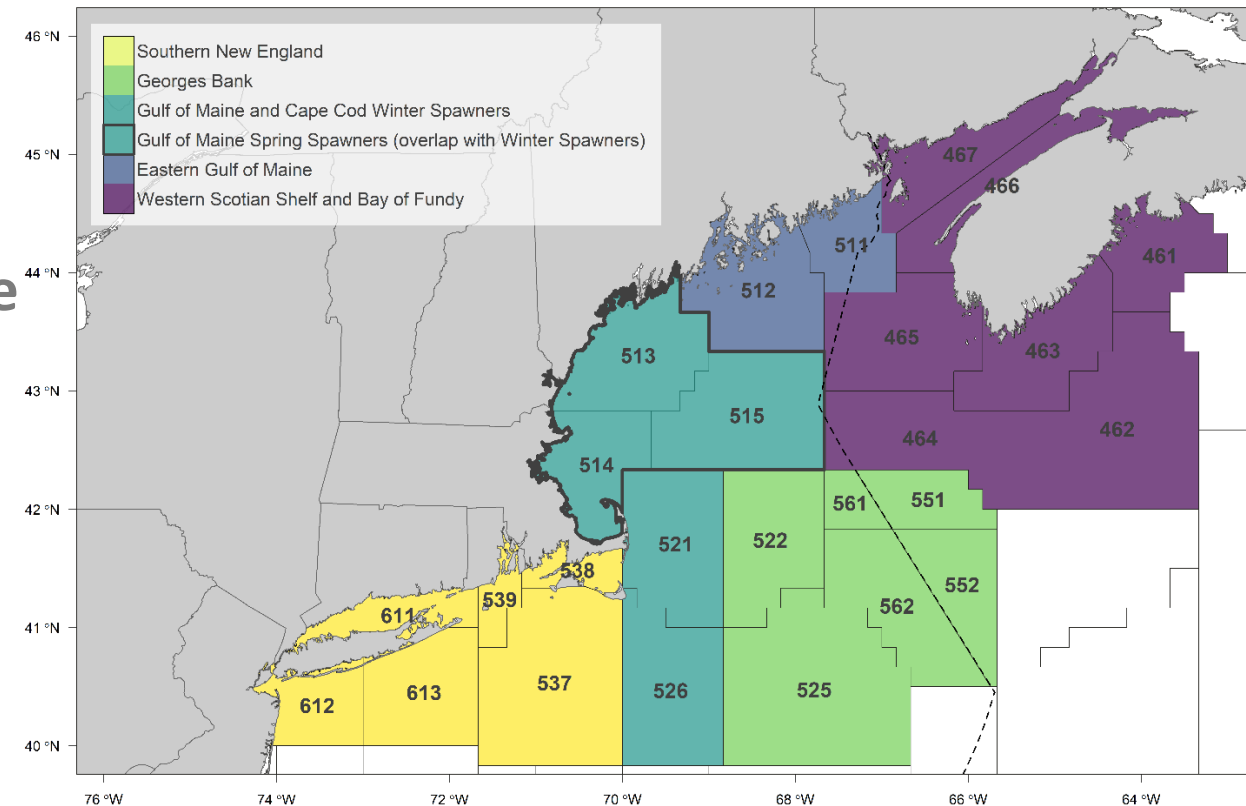 46 °N
45 °N
44 °N
43 °N
42 °N
41 °N
40 °N
Southern New England
Georges Bank
Gulf of Maine and Cape Cod Winter Spawners
Gulf of Maine Spring Spawners (overlap with Winter Spawners)
Eastern Gulf of Maine
Western Scotian Shelf and Bay of Fundy
e
467
466
511
461
512
465
463
513
515
464
462
514
561
551
521
522
538
552
539
562
611
537
526
525
613
612
76 °W
74 °W
72 °W
70 °W
68 °W
66 °W
64 °W